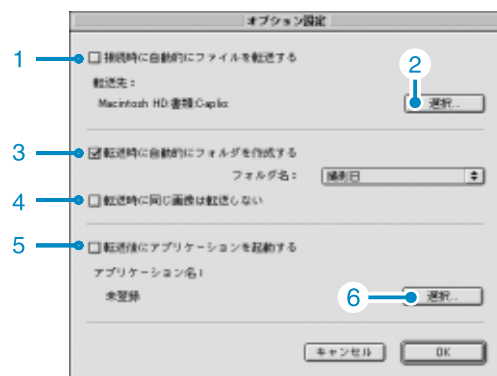 オプション設定
1 接続時に自動的にファイルを転送する
2
転送先：
Macintosh HD:書類:Caplio 選択...
3 転送時に自動的にフォルダを作成する
フォルダ名： 撮影日
4 転送時に同じ画像は転送しない
5 転送後にアプリケーションを起動する
アプリケーション名：
未登録 6 選択...
キャンセル OK